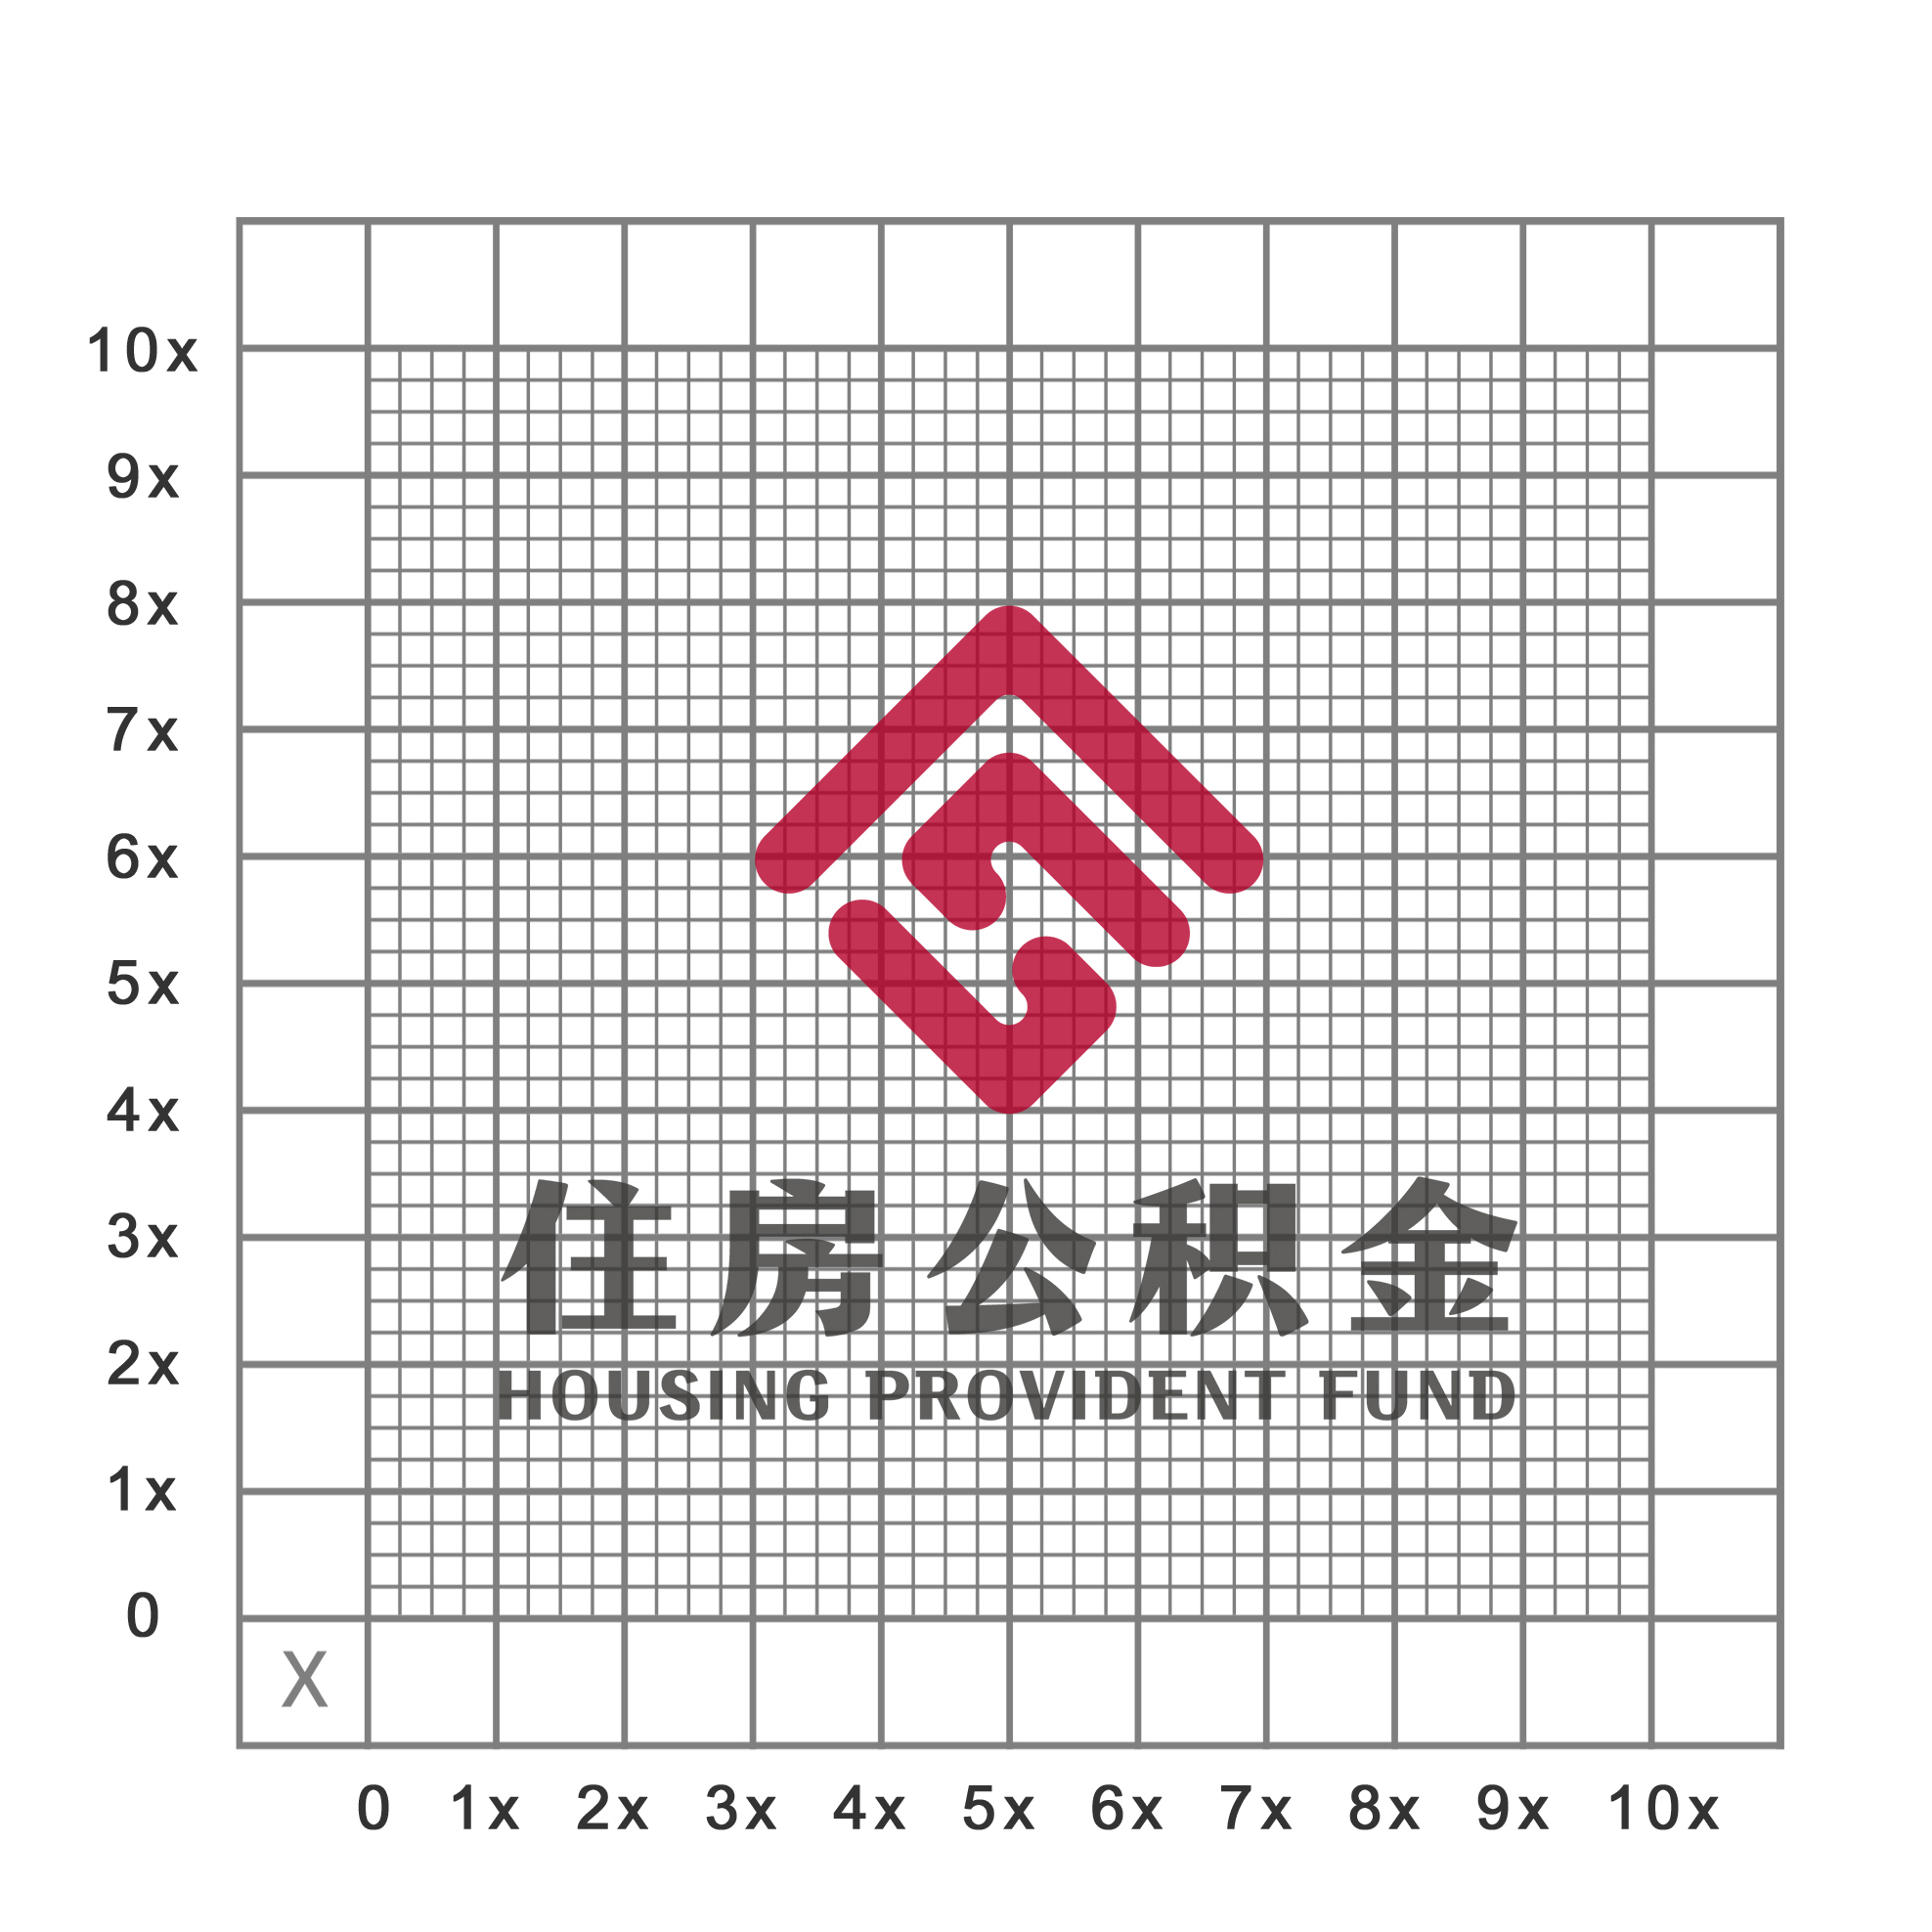 10x
9x
8x
7x
6x
5x
4x
住房公积金
3x
2x
HOUSING PROVIDENT FUND
1x
0
X
0 1x 2x 3x 4x 5x 6x 7x 8x 9x 10x